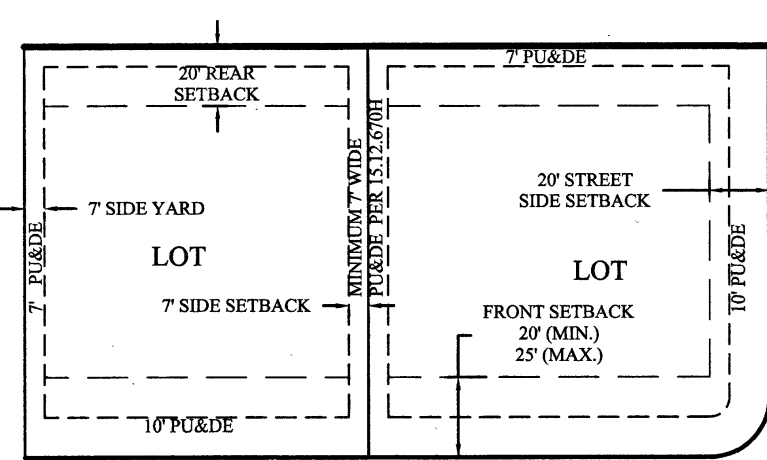 7' PU&DE
20' REAR
SETBACK
MINIMUM 7' WIDE
PU&DE PER 15.12.670H
20' STREET
SIDE SETBACK
7' SIDE YARD
7' PU&DE
LOT
LOT
10' PU&DE
7' SIDE SETBACK
FRONT SETBACK
20' (MIN.)
25' (MAX.)
10' PU&DE